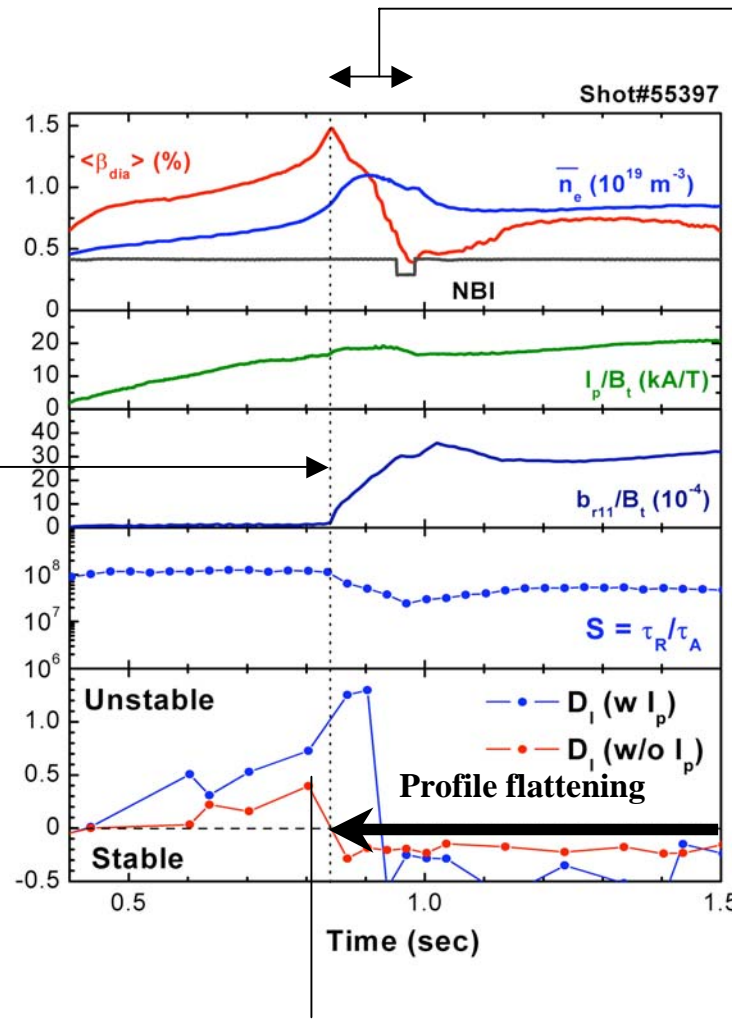 Shot#55397
1.5
1.0
0.5
0
<β_dia> (%)
n̅_e (10^19 m^-3)
NBI
20
10
0
I_p/B_t (kA/T)
40
30
20
10
0
b_r11/B_t (10^-4)
10^8
10^7
10^6
S = τ_R/τ_A
Unstable
D_I (w I_p)
D_I (w/o I_p)
Profile flattening
Stable
1.0
0.5
0
-0.5
0.5 1.0 1.5
Time (sec)